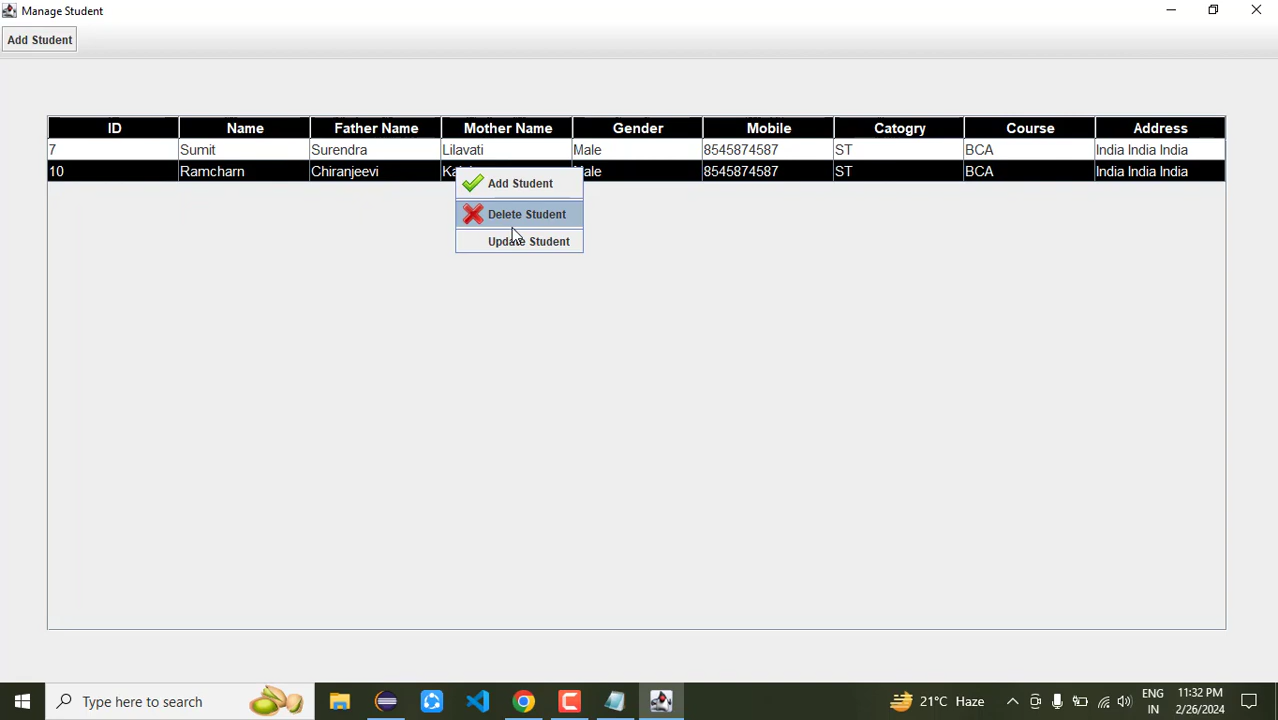 Manage Student
Add Student
ID Name Father Name Mother Name Gender Mobile Catogry Course Address
7 Sumit Surendra Lilavati Male 8545874587 ST BCA India India India
10 Ramcharn Chiranjeevi 8545874587 ST BCA India India India
Add Student
Delete Student
Update Student
Type here to search
21°C Haze
ENG
IN
11:32 PM
2/26/2024